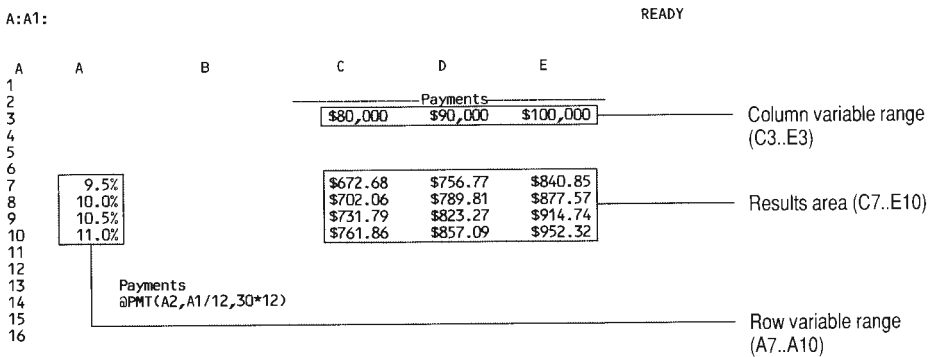 A:A1: READY
A A B C D E
1
2 Payments
3 $80,000 $90,000 $100,000 Column variable range
4 (C3..E3)
5
6
7 9.5% $672.68 $756.77 $840.85
8 10.0% $702.06 $789.81 $877.57 Results area (C7..E10)
9 10.5% $731.79 $823.27 $914.74
10 11.0% $761.86 $857.09 $952.32
11
12
13 Payments
14 @PMT(A2,A1/12,30*12)
15 Row variable range
16 (A7..A10)